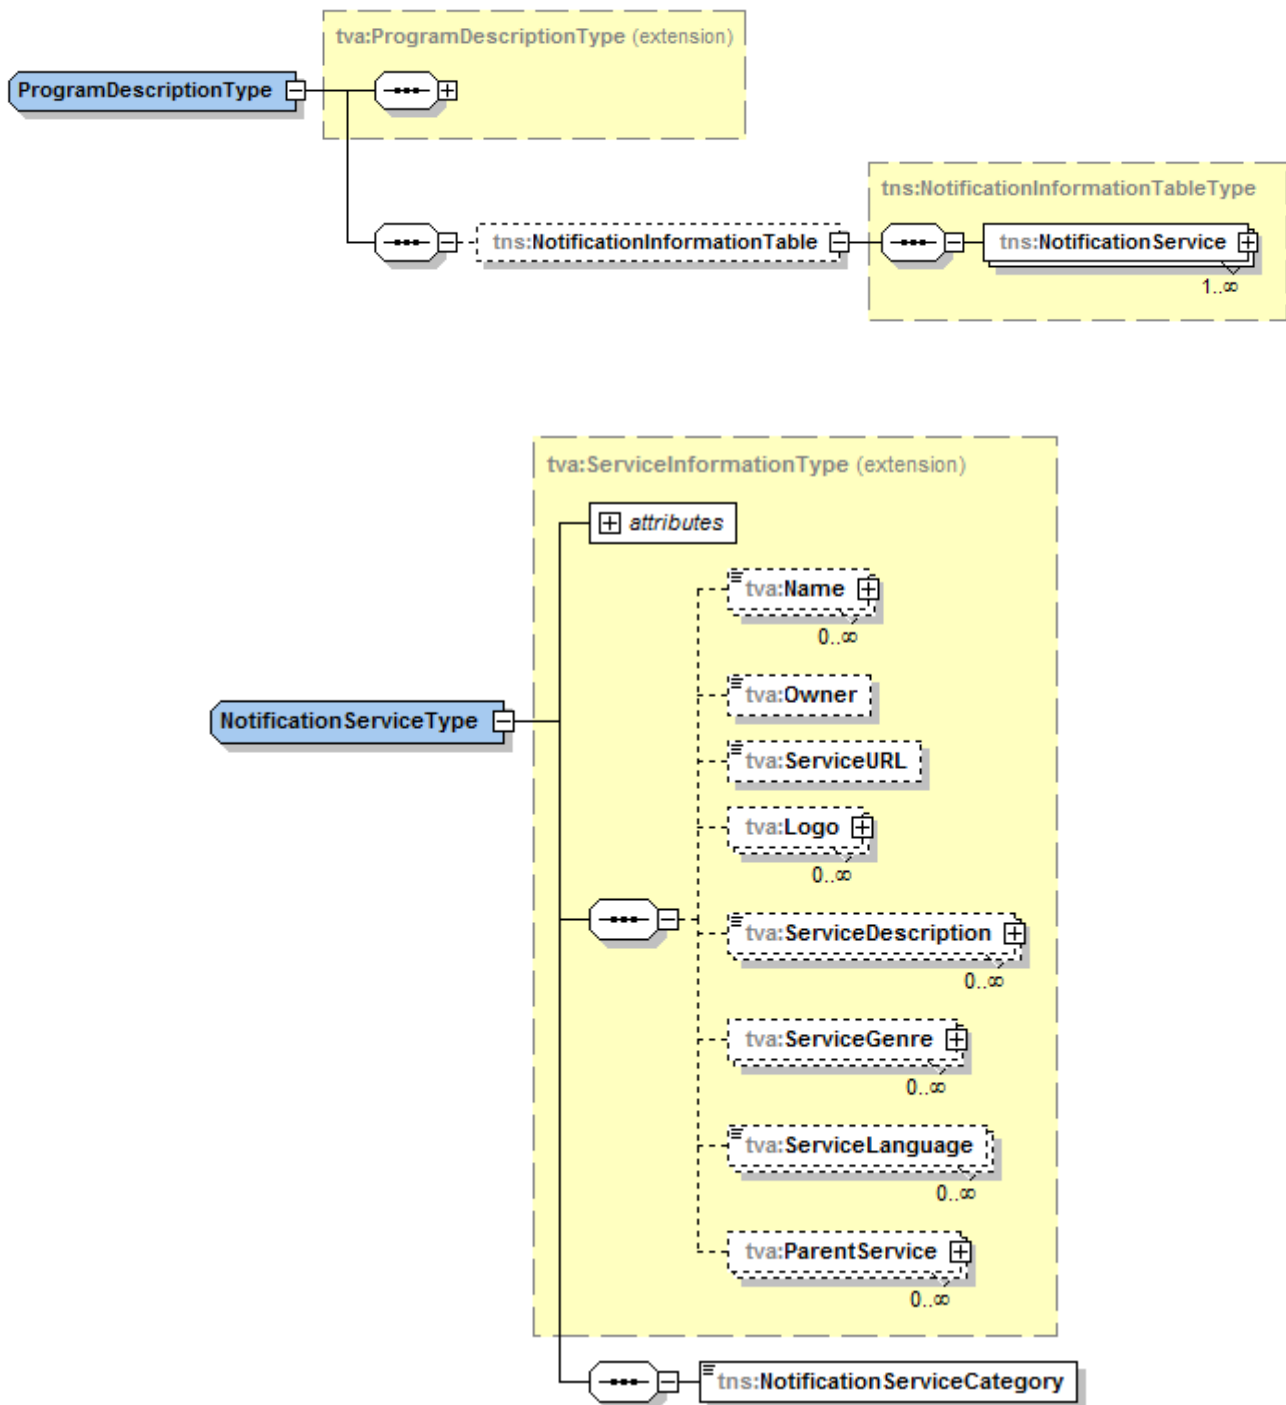 tva:ProgramDescriptionType (extension)
ProgramDescriptionType
tns:NotificationInformationTableType
tns:NotificationInformationTable
tns:NotificationService
1..∞
tva:ServiceInformationType (extension)
attributes
tva:Name
0..∞
tva:Owner
NotificationServiceType
tva:ServiceURL
tva:Logo
0..∞
tva:ServiceDescription
0..∞
tva:ServiceGenre
0..∞
tva:ServiceLanguage
0..∞
tva:ParentService
0..∞
tns:NotificationServiceCategory